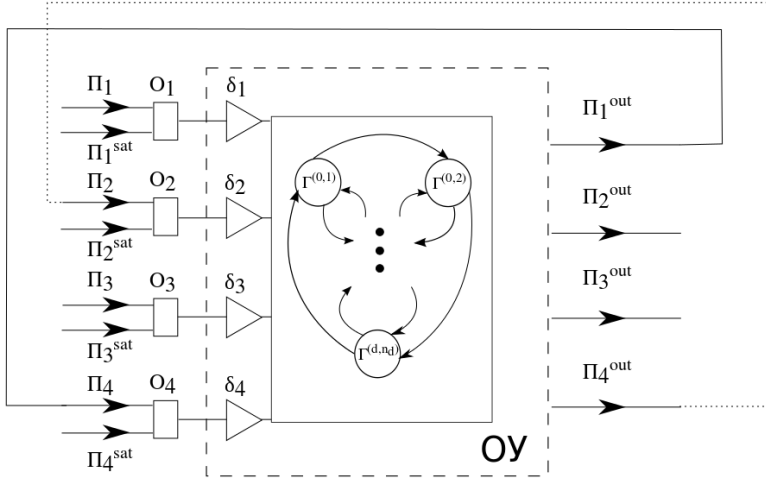 Π₁ O₁ δ₁ Π₁ᵒᵘᵗ
Π₁ˢᵃᵗ
Γ⁽⁰,¹⁾ Γ⁽⁰,²⁾
Π₂ O₂ δ₂ Π₂ᵒᵘᵗ
Π₂ˢᵃᵗ
Π₃ O₃ δ₃ Π₃ᵒᵘᵗ
Π₃ˢᵃᵗ
Γ^(d,n_d)
Π₄ O₄ δ₄ Π₄ᵒᵘᵗ
Π₄ˢᵃᵗ
ОУ